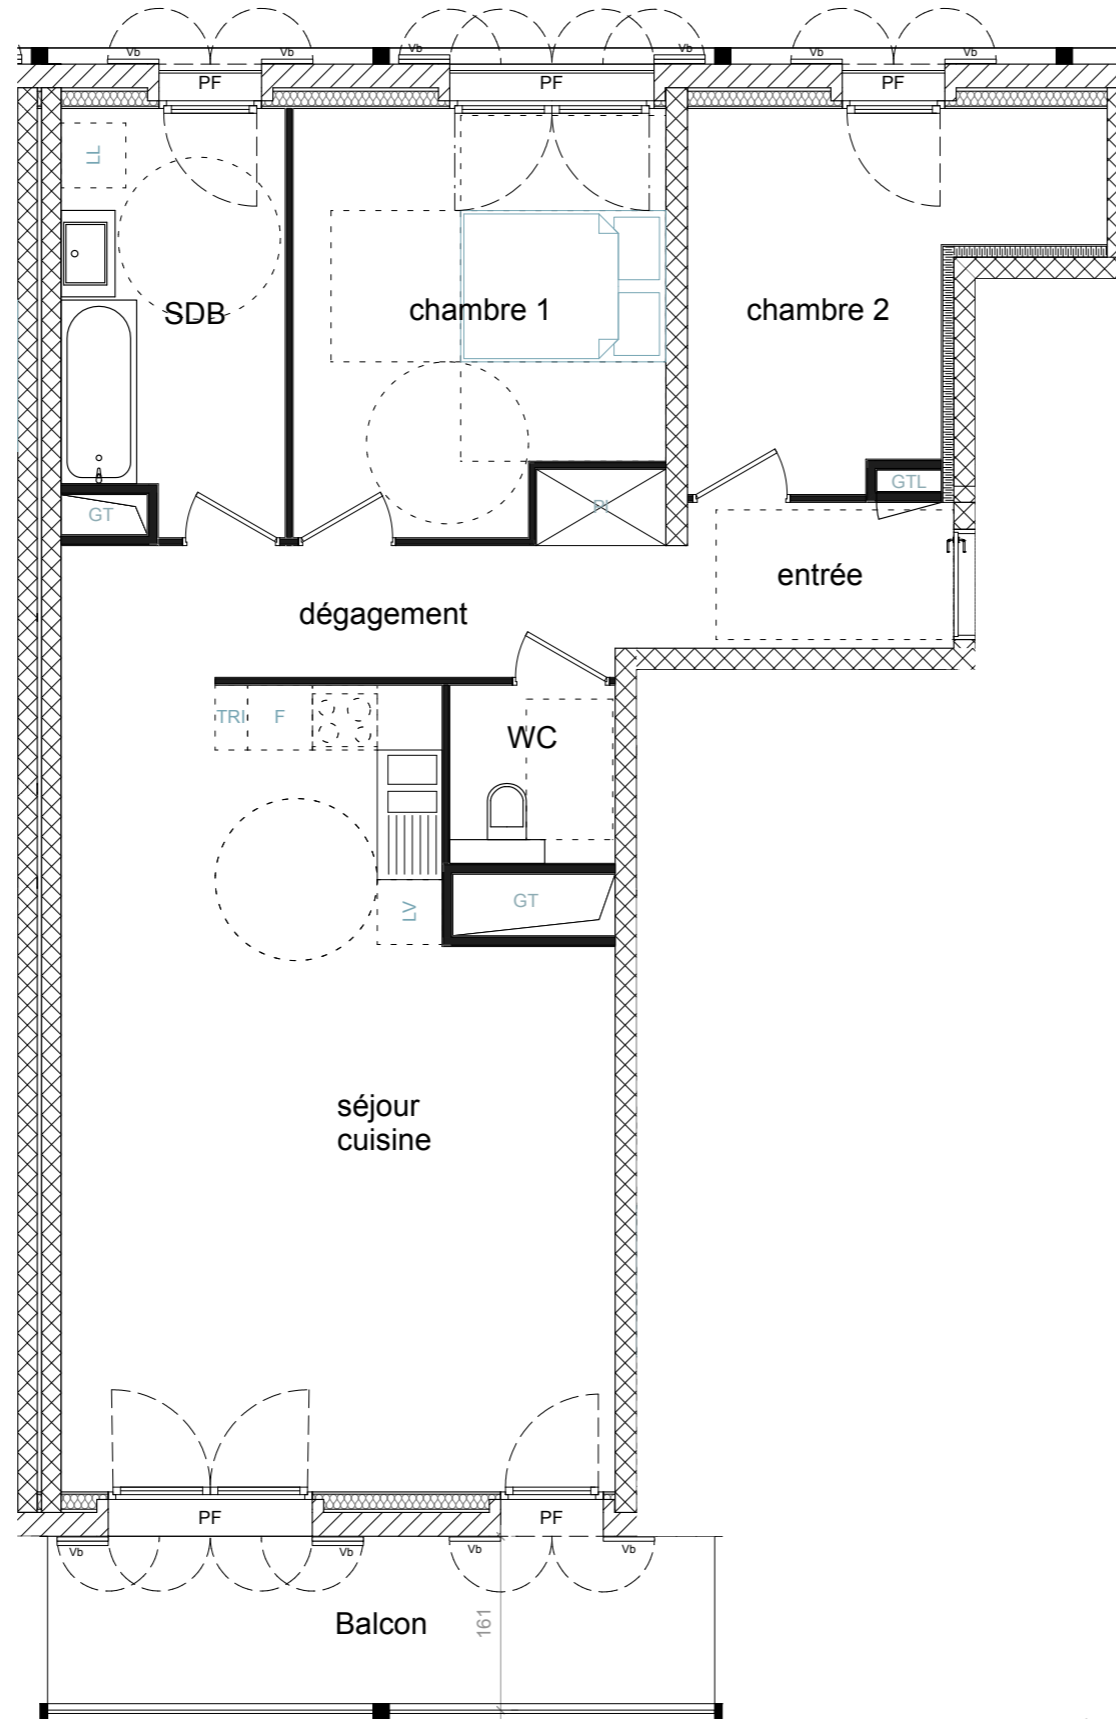 Vb Vb Vb Vb Vb Vb
PF PF PF
LL
SDB
chambre 1
chambre 2
GT
PL
GTL
entrée
dégagement
TRI F
WC
LV
GT
séjour
cuisine
PF PF
Vb Vb Vb Vb
Balcon
161